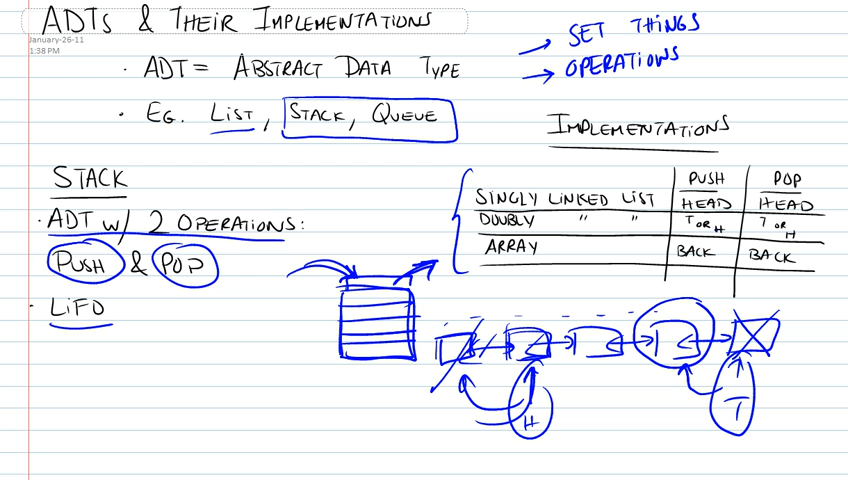 ADTS & THEIR IMPLEMENTATIONS
January-26-11
1:38 PM
SET THINGS
OPERATIONS
· ADT = ABSTRACT DATA TYPE
· EG. LIST, STACK, QUEUE
IMPLEMENTATIONS
STACK
· ADT w/ 2 OPERATIONS:
PUSH & POP
· LIFO
PUSH POP
SINGLY LINKED LIST HEAD HEAD
DOUBLY " " T OR H T OR H
ARRAY BACK BACK
H T